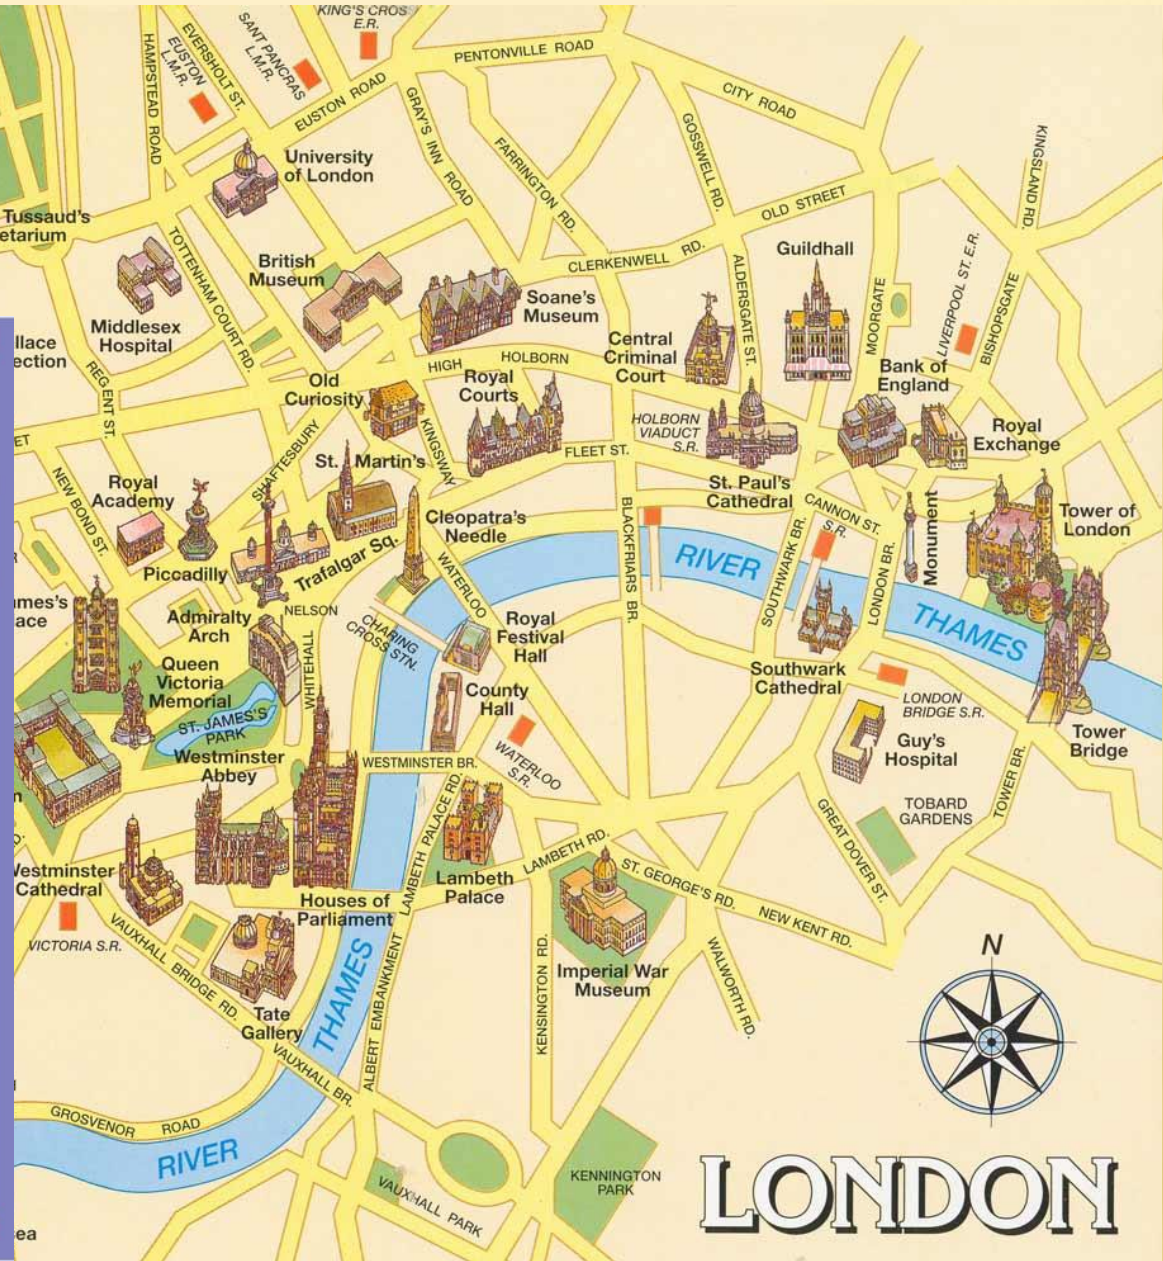 KING'S CROSS
E.R.
SANT PANCRAS
L.M.R.
EVERSHOLT ST.
EUSTON
L.M.R.
HAMPSTEAD ROAD
EUSTON ROAD
PENTONVILLE ROAD
CITY ROAD
GRAY'S INN ROAD
FARRINGTON RD.
GOSSWELL RD.
KINGSLAND RD.
University
of London
OLD STREET
Tussaud's
etarium
TOTTENHAM COURT RD.
British
Museum
CLERKENWELL RD.
Guildhall
ALDERSGATE ST.
MOORGATE
LIVERPOOL ST. E.R.
BISHOPSGATE
Soane's
Museum
Middlesex
Hospital
Central
Criminal
Court
llace
ection
REGENT ST.
HIGH HOLBORN
Bank of
England
Old
Curiosity
Royal
Courts
HOLBORN
VIADUCT
S.R.
Royal
Exchange
ET
SHAFTESBURY
KINGSWAY
FLEET ST.
St. Martin's
NEW BOND ST.
Royal
Academy
St. Paul's
Cathedral
CANNON ST.
S.R.
Monument
Tower of
London
Cleopatra's
Needle
BLACKFRIARS BR.
RIVER
SOUTHWARK BR.
LONDON BR.
THAMES
Piccadilly
Trafalgar Sq.
R
WATERLOO
ames's
ace
Admiralty
Arch
NELSON
CHARING
CROSS STN.
Royal
Festival
Hall
WHITEHALL
Queen
Victoria
Memorial
Southwark
Cathedral
County
Hall
LONDON
BRIDGE S.R.
ST. JAMES'S
PARK
Westminster
Abbey
WESTMINSTER BR.
WATERLOO
S.R.
Guy's
Hospital
Tower
Bridge
TOWER BR.
n
D.
LAMBETH PALACE RD.
GREAT DOVER ST.
TOBARD
GARDENS
LAMBETH RD.
ST. GEORGE'S RD.
NEW KENT RD.
Westminster
Cathedral
Houses of
Parliament
Lambeth
Palace
VICTORIA S.R.
VAUXHALL BRIDGE RD.
THAMES
ALBERT EMBANKMENT
KENSINGTON RD.
Imperial War
Museum
WALWORTH RD.
N
Tate
Gallery
VAUXHALL BR.
GROSVENOR ROAD
RIVER
VAUXHALL PARK
KENNINGTON
PARK
LONDON
ea